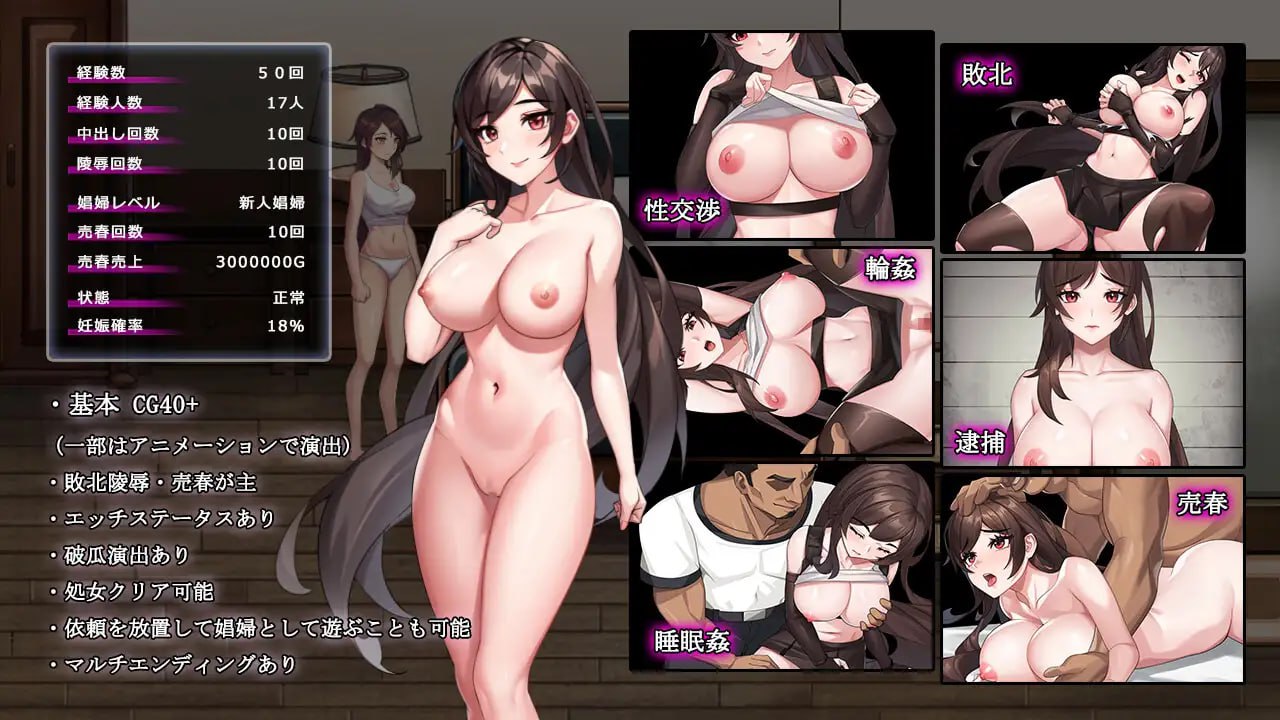 経験数 50回
経験人数 17人
中出し回数 10回
陵辱回数 10回
娼婦レベル 新人娼婦
売春回数 10回
売春売上 3000000G
状態 正常
妊娠確率 18%
・基本 CG40+
(一部はアニメーションで演出)
・敗北陵辱・売春が主
・エッチステータスあり
・破瓜演出あり
・処女クリア可能
・依頼を放置して娼婦として遊ぶことも可能
・マルチエンディングあり
性交渉
敗北
輪姦
逮捕
睡眠姦
売春